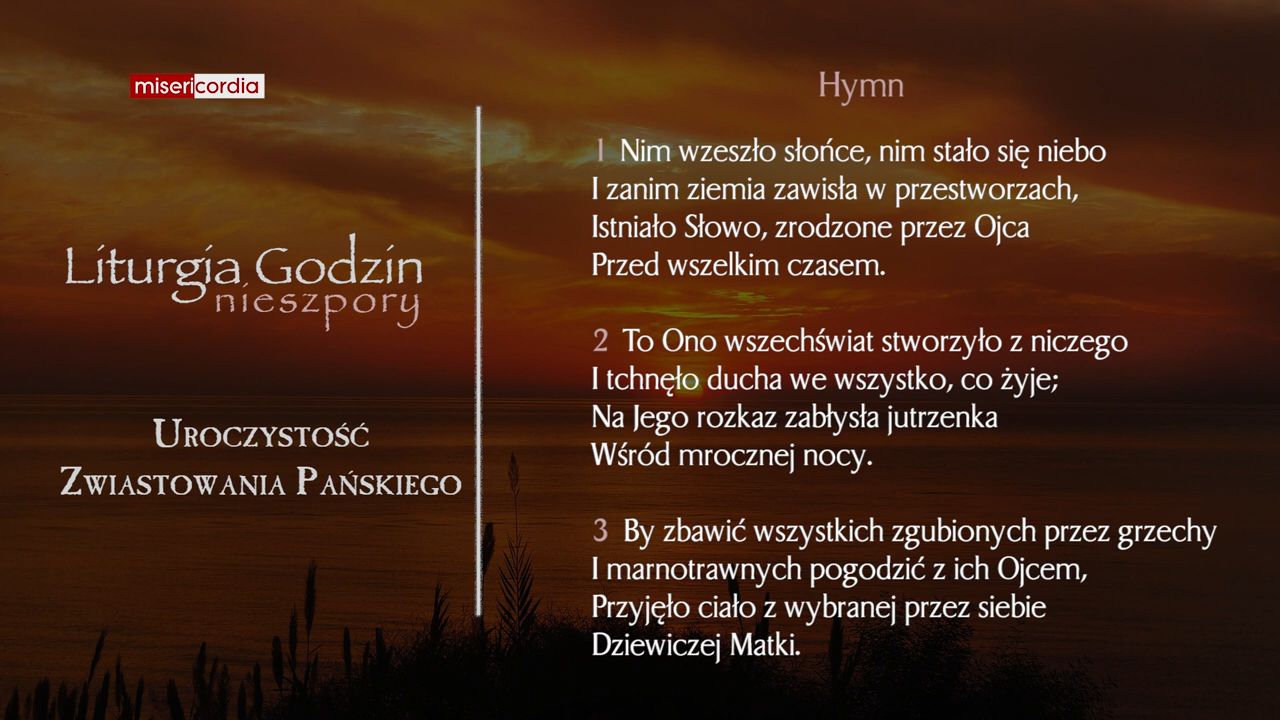 misericordia
Liturgia Godzin
nieszpory
Uroczystość
Zwiastowania Pańskiego
Hymn
1 Nim wzeszło słońce, nim stało się niebo
I zanim ziemia zawisła w przestworzach,
Istniało Słowo, zrodzone przez Ojca
Przed wszelkim czasem.
2 To Ono wszechświat stworzyło z niczego
I tchnęło ducha we wszystko, co żyje;
Na Jego rozkaz zabłysła jutrzenka
Wśród mrocznej nocy.
3 By zbawić wszystkich zgubionych przez grzechy
I marnotrawnych pogodzić z ich Ojcem,
Przyjęło ciało z wybranej przez siebie
Dziewiczej Matki.